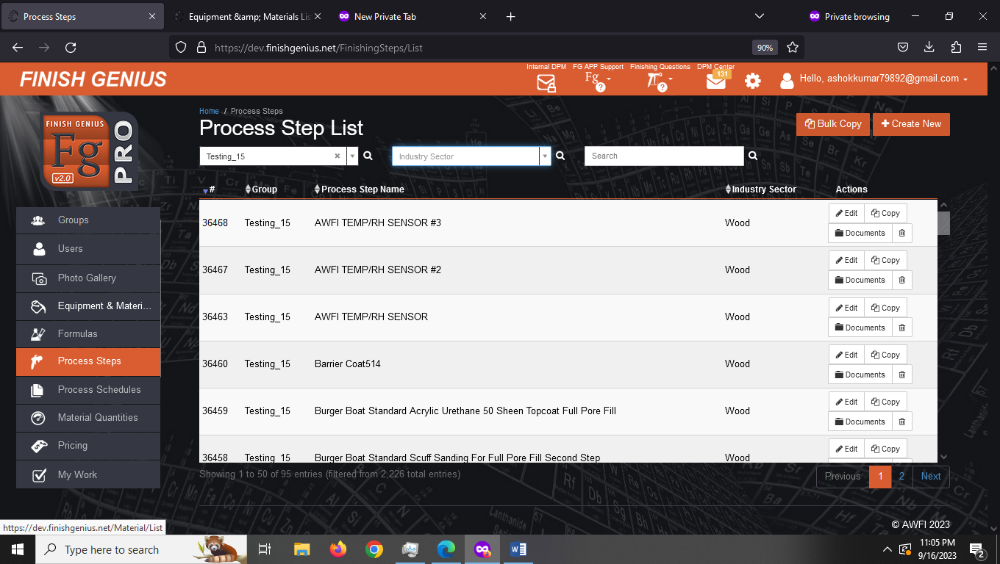 Process Steps
Equipment &amp; Materials Lis
New Private Tab
Private browsing
https://dev.finishgenius.net/FinishingSteps/List
90%
FINISH GENIUS
Internal DPM
FG APP Support
Finishing Questions
DPM Center
131
Hello, ashokkumar79892@gmail.com
FINISH GENIUS
Fg
v2.0
PRO
Home / Process Steps
Process Step List
Bulk Copy
Create New
Testing_15
Industry Sector
Search
# Group Process Step Name Industry Sector Actions
36468 Testing_15 AWFI TEMP/RH SENSOR #3 Wood Edit Copy
Documents
36467 Testing_15 AWFI TEMP/RH SENSOR #2 Wood Edit Copy
Documents
36463 Testing_15 AWFI TEMP/RH SENSOR Wood Edit Copy
Documents
36460 Testing_15 Barrier Coat514 Wood Edit Copy
Documents
36459 Testing_15 Burger Boat Standard Acrylic Urethane 50 Sheen Topcoat Full Pore Fill Wood Edit Copy
Documents
36458 Testing_15 Burger Boat Standard Scuff Sanding For Full Pore Fill Second Step Wood Edit Copy
Groups
Users
Photo Gallery
Equipment & Materi...
Formulas
Process Steps
Process Schedules
Material Quantities
Pricing
My Work
Showing 1 to 50 of 95 entries (filtered from 2,226 total entries)
Previous 1 2 Next
© AWFI 2023
https://dev.finishgenius.net/Material/List
Type here to search
11:05 PM
9/16/2023
2